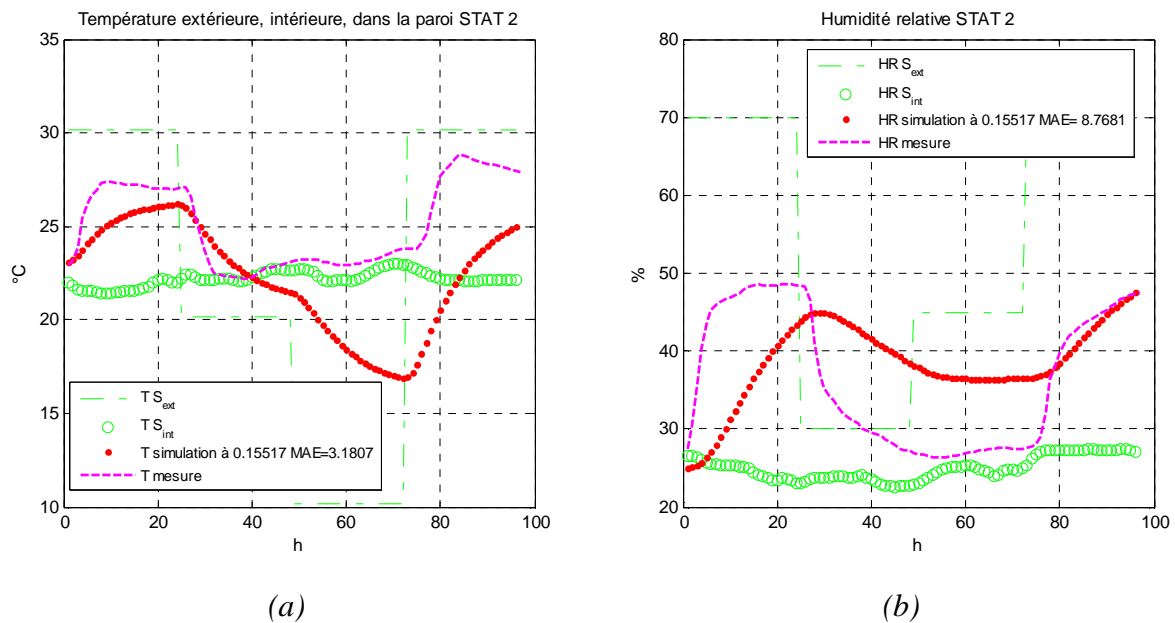 Température extérieure, intérieure, dans la paroi STAT 2
35
30
25
20
15
10
°C
0
20
40
60
80
100
h
T S_ext
T S_int
T simulation à 0.15517 MAE=3.1807
T mesure
(a)
Humidité relative STAT 2
80
70
60
50
40
30
20
%
0
20
40
60
80
100
h
HR S_ext
HR S_int
HR simulation à 0.15517 MAE= 8.7681
HR mesure
(b)